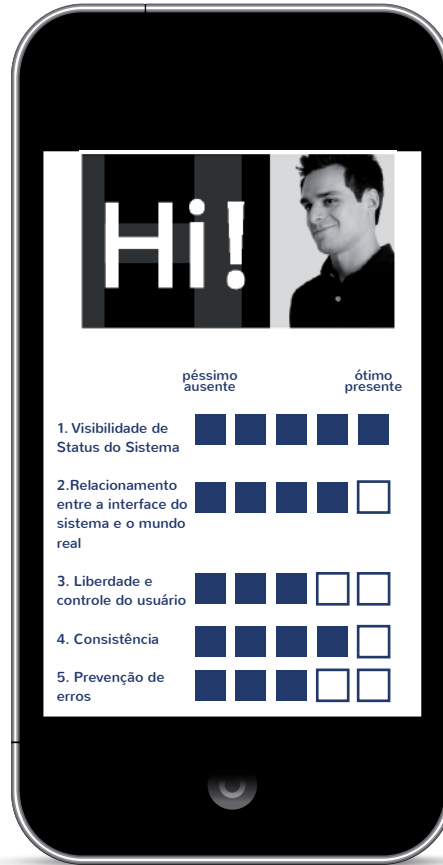 Hi!
péssimo ausente
ótimo presente
1. Visibilidade de
Status do Sistema
2.Relacionamento
entre a interface do
sistema e o mundo
real
3. Liberdade e
controle do usuário
4. Consistência
5. Prevenção de
erros